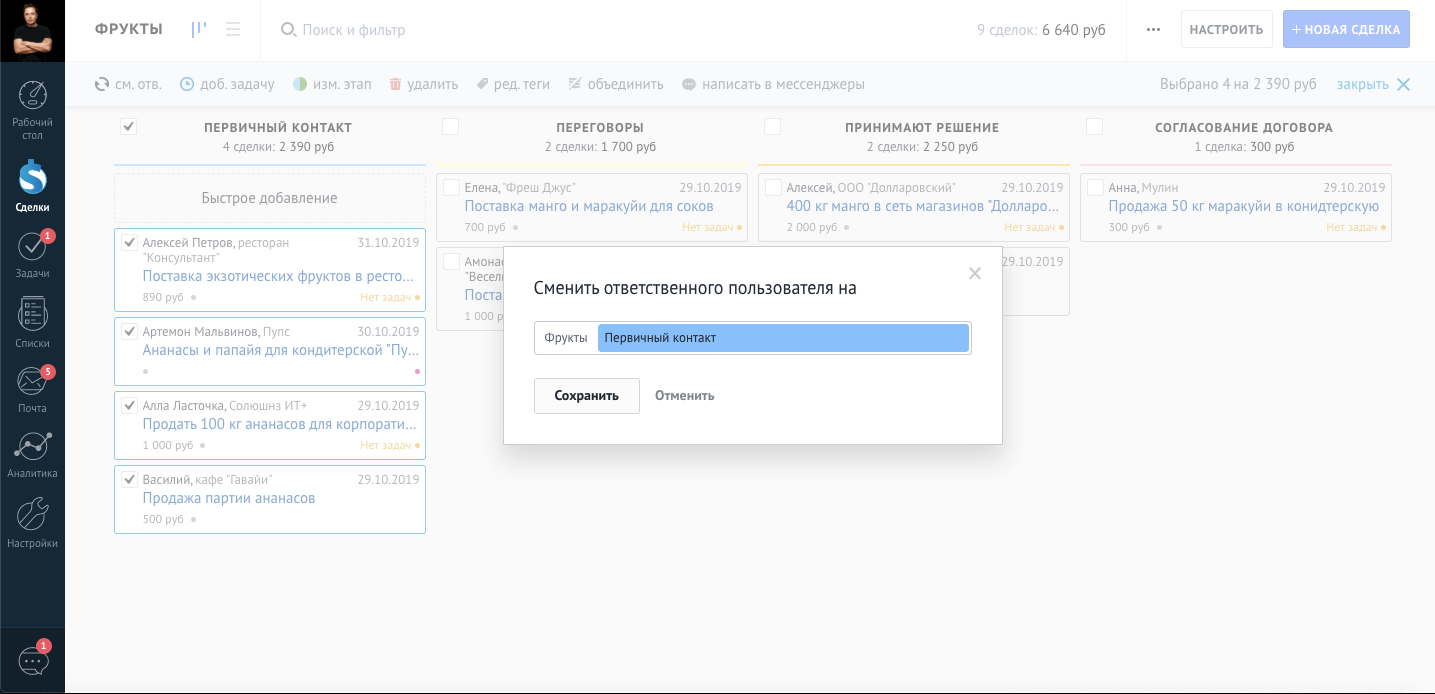 ФРУКТЫ
Поиск и фильтр
9 сделок: 6 640 руб
НАСТРОИТЬ
НОВАЯ СДЕЛКА
см. отв.
доб. задачу
изм. этап
удалить
ред. теги
объединить
написать в мессенджеры
Выбрано 4 на 2 390 руб
закрыть
Рабочий
стол
Сделки
1
Задачи
Списки
5
Почта
Аналитика
Настройки
1
ПЕРВИЧНЫЙ КОНТАКТ
4 сделки: 2 390 руб
Быстрое добавление
Алексей Петров, ресторан
"Консультант"
31.10.2019
Поставка экзотических фруктов в ресто...
890 руб
Нет задач
Артемон Мальвинов, Пупс
30.10.2019
Ананасы и папайя для кондитерской "Пу...
Алла Ласточка, Солюшнз ИТ+
29.10.2019
Продать 100 кг ананасов для корпорати...
1 000 руб
Нет задач
Василий, кафе "Гавайи"
29.10.2019
Продажа партии ананасов
500 руб
ПЕРЕГОВОРЫ
2 сделки: 1 700 руб
Елена, "Фреш Джус"
29.10.2019
Поставка манго и маракуйи для соков
700 руб
Нет задач
1 000
ПРИНИМАЮТ РЕШЕНИЕ
2 сделки: 2 250 руб
Алексей, ООО "Долларовский"
29.10.2019
400 кг манго в сеть магазинов "Долларо...
2 000 руб
Нет задач
29.10.2019
СОГЛАСОВАНИЕ ДОГОВОРА
1 сделка: 300 руб
Анна, Мулин
29.10.2019
Продажа 50 кг маракуйи в конидтерскую
300 руб
Нет задач
Сменить ответственного пользователя на
Фрукты Первичный контакт
Сохранить
Отменить